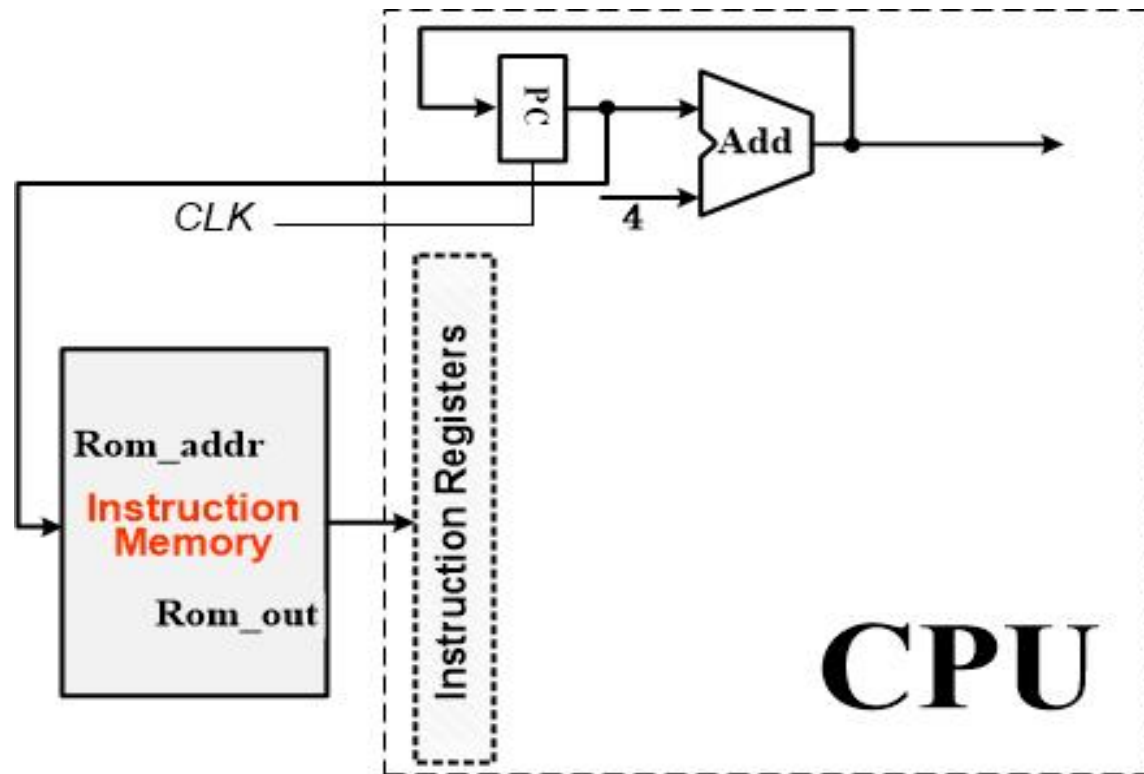 PC
Add
4
CLK
Rom_addr
Instruction
Memory
Rom_out
Instruction Registers
CPU